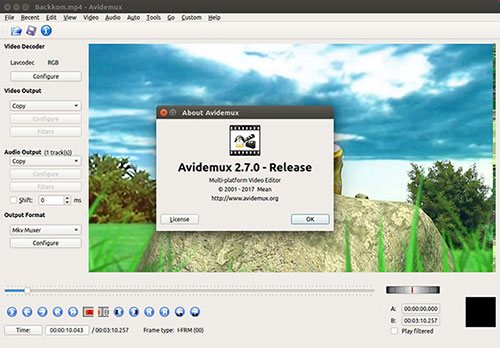 Backkom.mp4 - Avidemux
File Recent Edit View Video Audio Auto Tools Go Custom Help
Video Decoder
Lavcodec RGB
Configure
Video Output
Copy
Configure
Filters
Audio Output (1 track(s))
Copy
Configure
Filters
Shift: 0 ms
Output Format
Mkv Muxer
Configure
About Avidemux
Avidemux 2.7.0 - Release
Multi-platform Video Editor
© 2001 - 2017 Mean
http://www.avidemux.org
License
OK
A: 00:00:00.000
B: 00:03:10.257
Play filtered
Time: 00:00:10.043 / 00:03:10.257 Frame type: I-FRM (00)